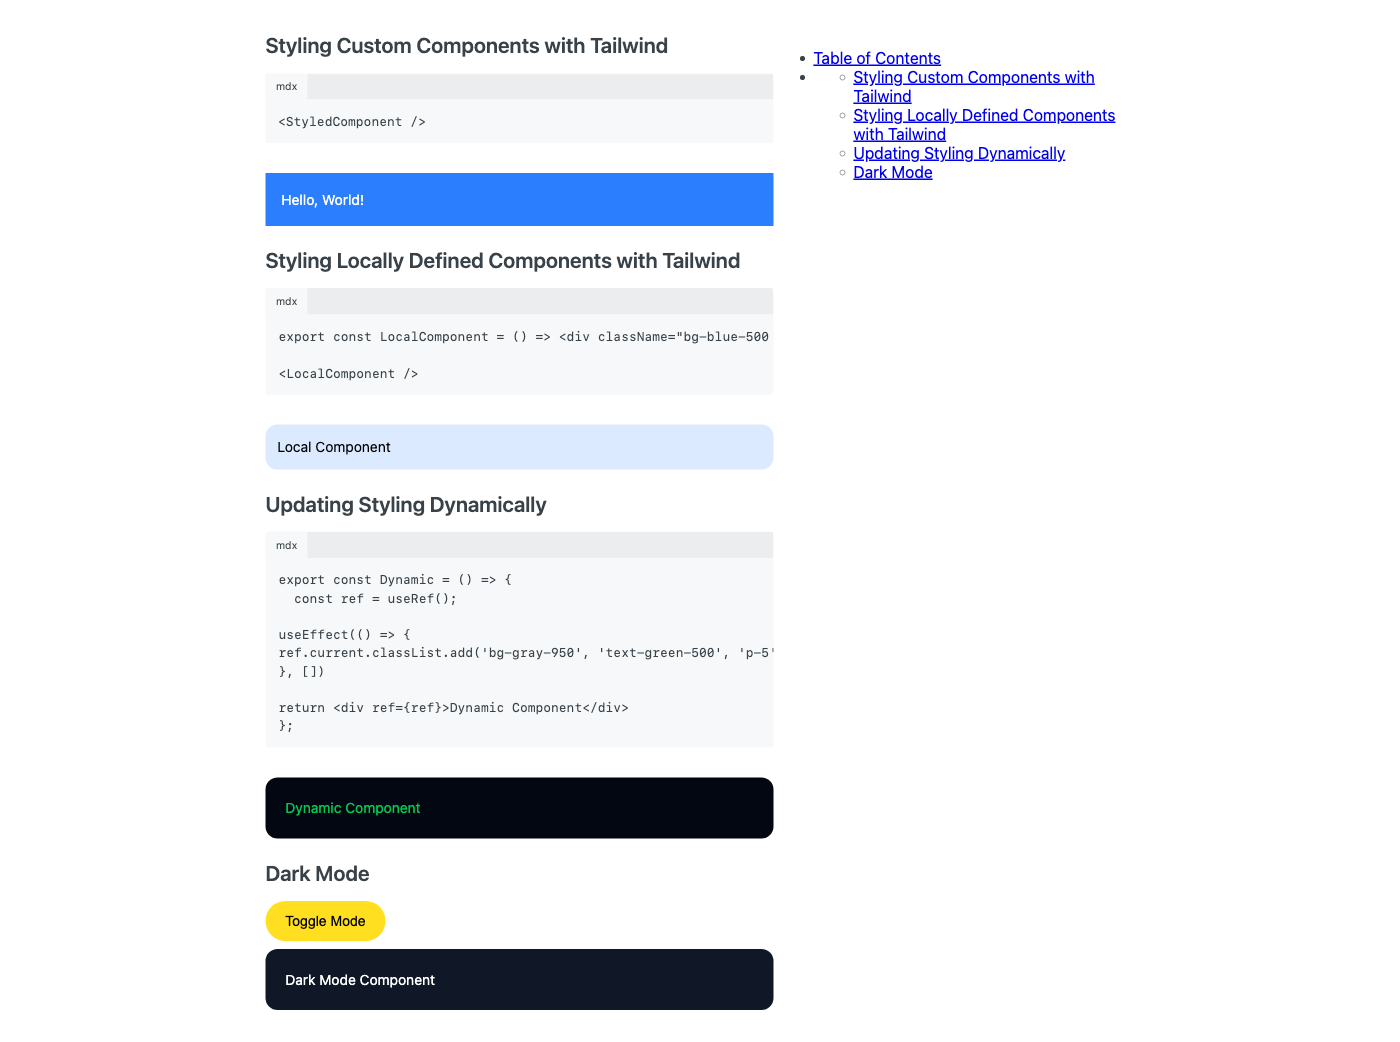 Styling Custom Components with Tailwind
mdx
<StyledComponent />
Hello, World!
Styling Locally Defined Components with Tailwind
mdx
export const LocalComponent = () => <div className="bg-blue-500
<LocalComponent />
Local Component
Updating Styling Dynamically
mdx
export const Dynamic = () => {
  const ref = useRef();
useEffect(() => {
ref.current.classList.add('bg-gray-950', 'text-green-500', 'p-5'
}, [])
return <div ref={ref}>Dynamic Component</div>
};
Dynamic Component
Dark Mode
Toggle Mode
Dark Mode Component
Table of Contents
Styling Custom Components with
Tailwind
Styling Locally Defined Components
with Tailwind
Updating Styling Dynamically
Dark Mode